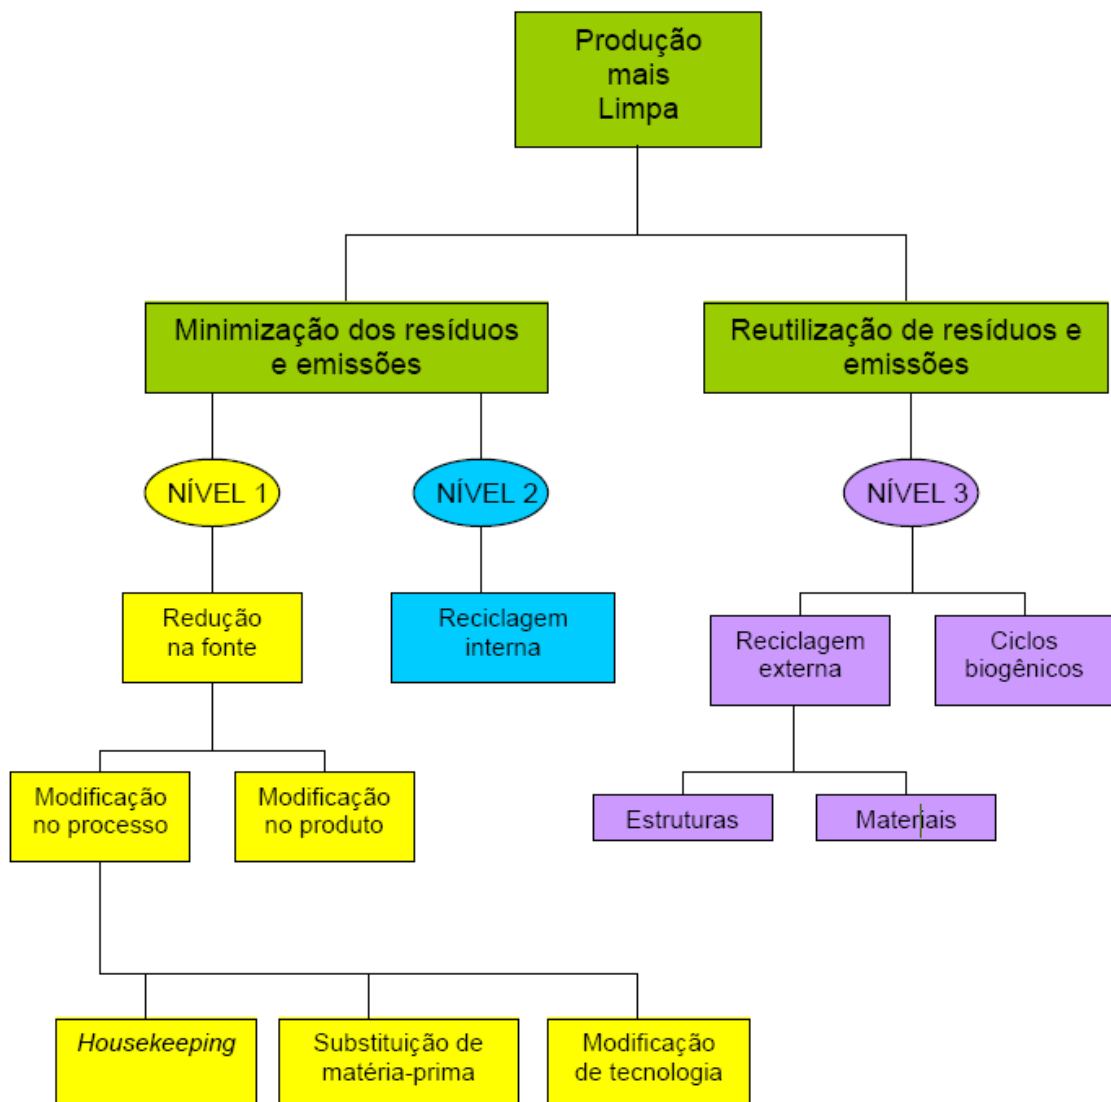 Produção
mais
Limpa
Minimização dos resíduos
e emissões
Reutilização de resíduos e
emissões
NÍVEL 1
NÍVEL 2
NÍVEL 3
Redução
na fonte
Reciclagem
interna
Reciclagem
externa
Ciclos
biogênicos
Modificação
no processo
Modificação
no produto
Estruturas
Materiais
Housekeeping
Substituição de
matéria-prima
Modificação
de tecnologia